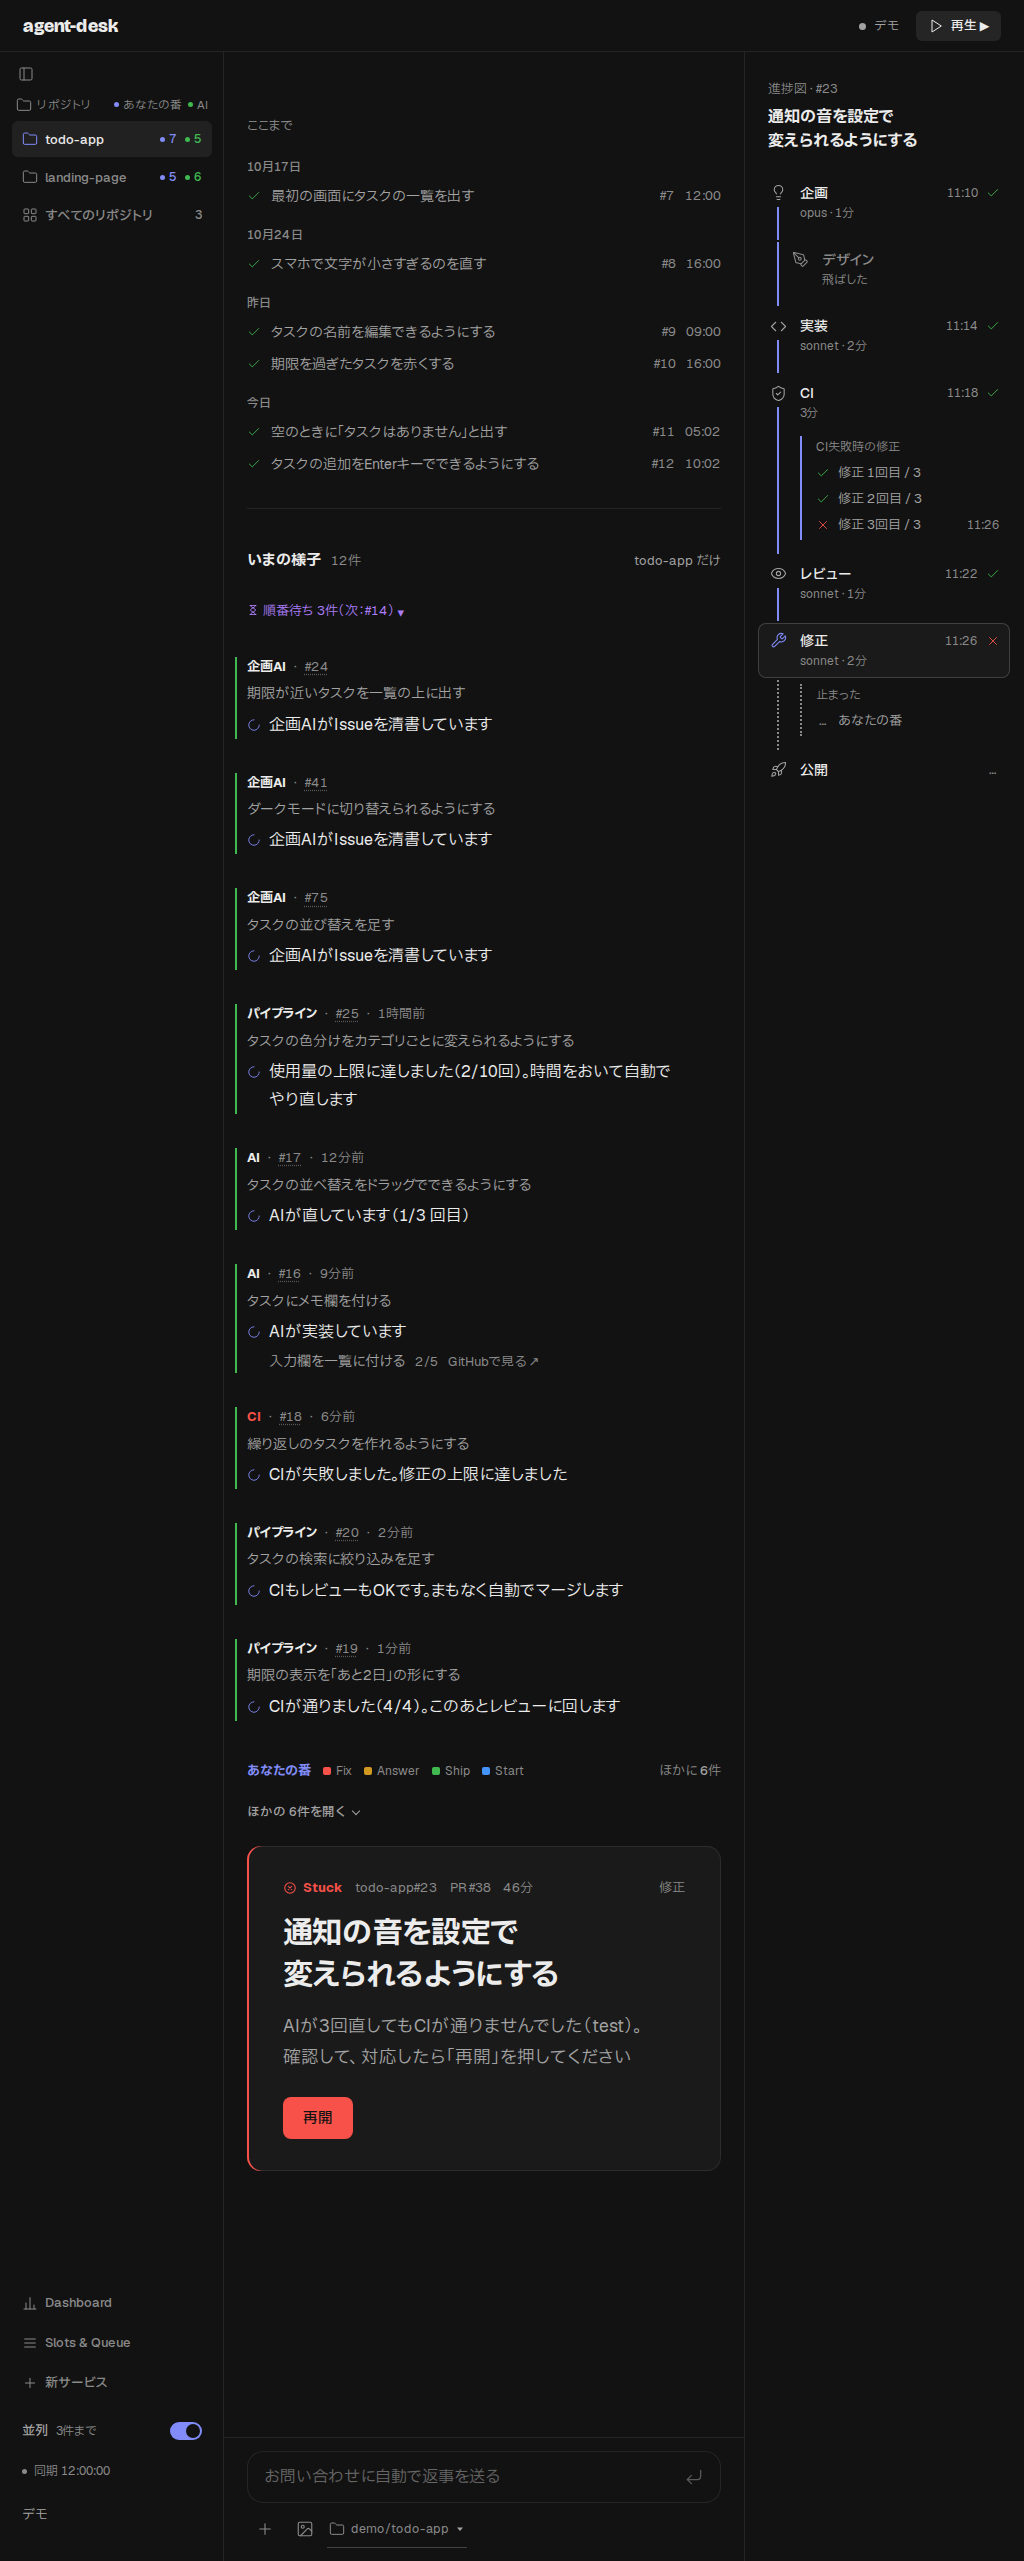 agent-desk
デモ
再生 ▶
リポジトリ
あなたの番
AI
todo-app
7
5
landing-page
5
6
すべてのリポジトリ
3
ここまで
10月17日
最初の画面にタスクの一覧を出す #7 12:00
10月24日
スマホで文字が小さすぎるのを直す #8 16:00
昨日
タスクの名前を編集できるようにする #9 09:00
期限を過ぎたタスクを赤くする #10 16:00
今日
空のときに「タスクはありません」と出す #11 05:02
タスクの追加をEnterキーでできるようにする #12 10:02
いまの様子 12件
todo-app だけ
順番待ち 3件（次：#14）▾
企画AI · #24
期限が近いタスクを一覧の上に出す
企画AIがIssueを清書しています
企画AI · #41
ダークモードに切り替えられるようにする
企画AIがIssueを清書しています
企画AI · #75
タスクの並び替えを足す
企画AIがIssueを清書しています
パイプライン · #25 · 1時間前
タスクの色分けをカテゴリごとに変えられるようにする
使用量の上限に達しました（2/10回）。時間をおいて自動で
やり直します
AI · #17 · 12分前
タスクの並べ替えをドラッグでできるようにする
AIが直しています（1/3 回目）
AI · #16 · 9分前
タスクにメモ欄を付ける
AIが実装しています
入力欄を一覧に付ける 2/5 GitHubで見る ↗
CI · #18 · 6分前
繰り返しのタスクを作れるようにする
CIが失敗しました。修正の上限に達しました
パイプライン · #20 · 2分前
タスクの検索に絞り込みを足す
CIもレビューもOKです。まもなく自動でマージします
パイプライン · #19 · 1分前
期限の表示を「あと2日」の形にする
CIが通りました（4/4）。このあとレビューに回します
あなたの番 Fix Answer Ship Start ほかに 6件
ほかの 6件を開く
Stuck todo-app#23 PR #38 46分 修正
通知の音を設定で
変えられるようにする
AIが3回直してもCIが通りませんでした（test）。
確認して、対応したら「再開」を押してください
再開
進捗図 · #23
通知の音を設定で
変えられるようにする
企画 11:10
opus · 1分
デザイン
飛ばした
実装 11:14
sonnet · 2分
CI 11:18
3分
CI失敗時の修正
修正 1回目 / 3
修正 2回目 / 3
修正 3回目 / 3 11:26
レビュー 11:22
sonnet · 1分
修正 11:26
sonnet · 2分
止まった
… あなたの番
公開 …
Dashboard
Slots & Queue
新サービス
並列 3件まで
同期 12:00:00
デモ
お問い合わせに自動で返事を送る
demo/todo-app ▾